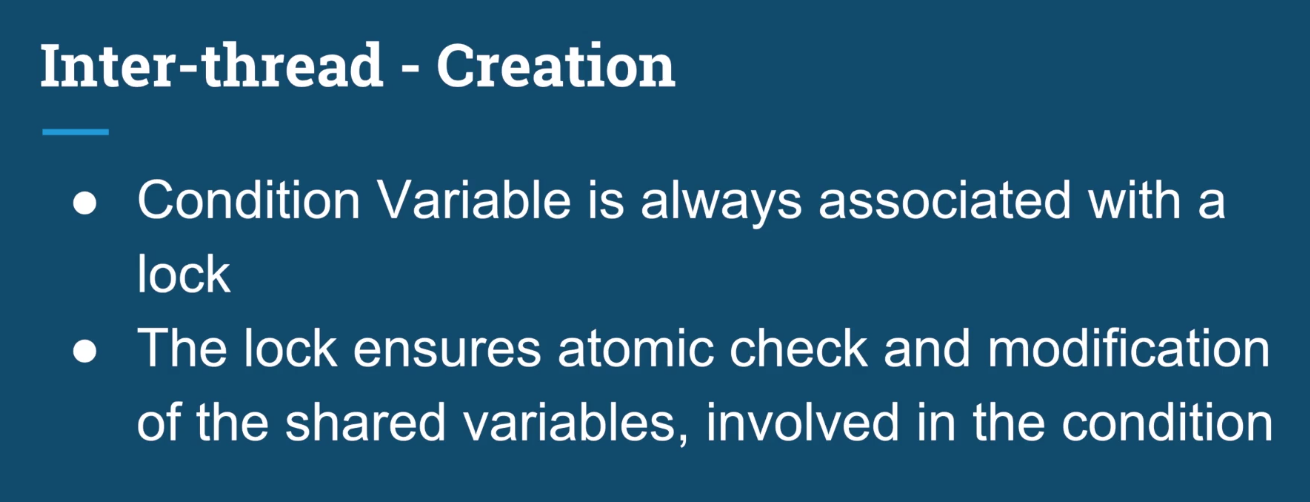 Inter-thread - Creation
● Condition Variable is always associated with a
lock
● The lock ensures atomic check and modification
of the shared variables, involved in the condition